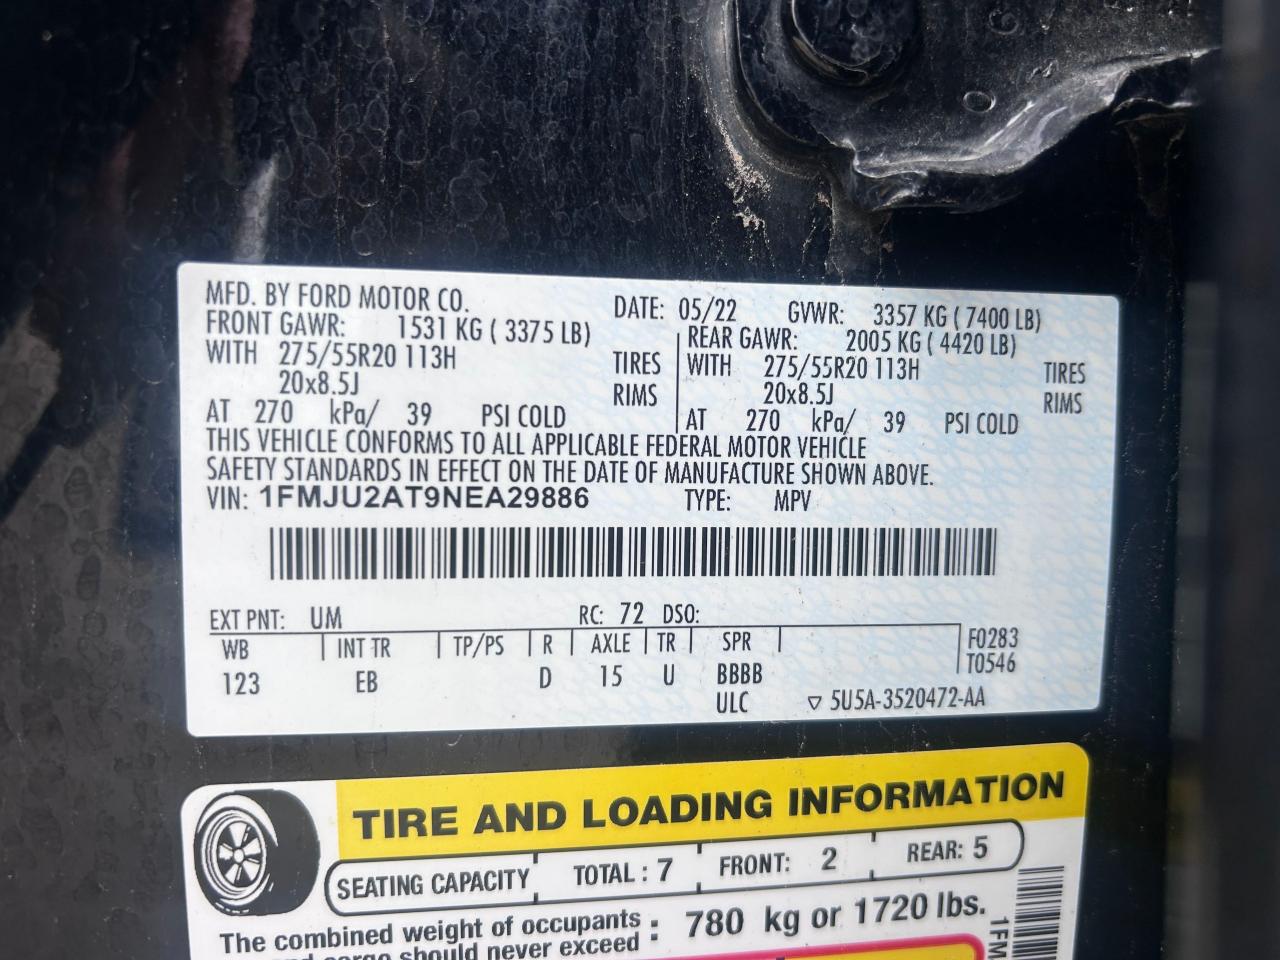 MFD. BY FORD MOTOR CO. DATE: 05/22 GVWR: 3357 KG ( 7400 LB)
FRONT GAWR: 1531 KG ( 3375 LB) REAR GAWR: 2005 KG ( 4420 LB)
WITH 275/55R20 113H TIRES WITH 275/55R20 113H TIRES
20x8.5J RIMS 20x8.5J RIMS
AT 270 kPa/ 39 PSI COLD AT 270 kPa/ 39 PSI COLD
THIS VEHICLE CONFORMS TO ALL APPLICABLE FEDERAL MOTOR VEHICLE
SAFETY STANDARDS IN EFFECT ON THE DATE OF MANUFACTURE SHOWN ABOVE.
VIN: 1FMJU2AT9NEA29886 TYPE: MPV
EXT PNT: UM RC: 72 DSO:
WB INT TR TP/PS R AXLE TR SPR F0283
123 EB D 15 U BBBB T0546
ULC ▽ 5U5A-3520472-AA
TIRE AND LOADING INFORMATION
SEATING CAPACITY TOTAL : 7 FRONT: 2 REAR: 5
The combined weight of occupants : 780 kg or 1720 lbs.
and cargo should never exceed
1FM